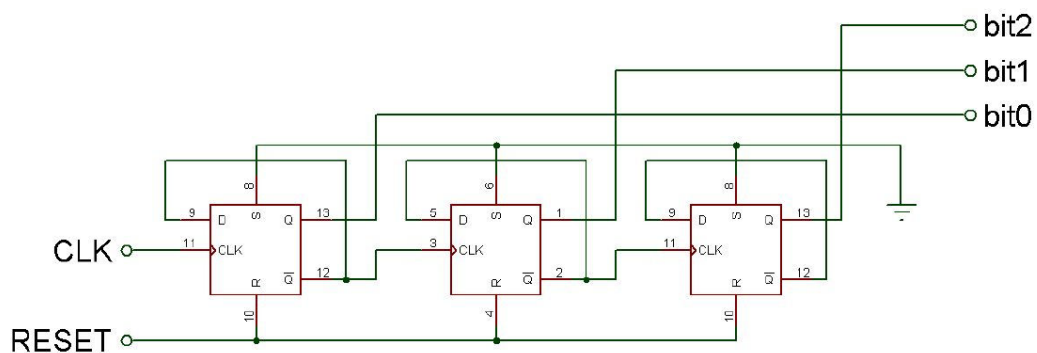 bit2
bit1
bit0
8 6 8
9 D S Q 13 5 D S Q 1 9 D S Q 13
CLK 11 CLK 3 CLK 11 CLK
R Q̅ 12 R Q̅ 2 R Q̅ 12
10 4 10
RESET